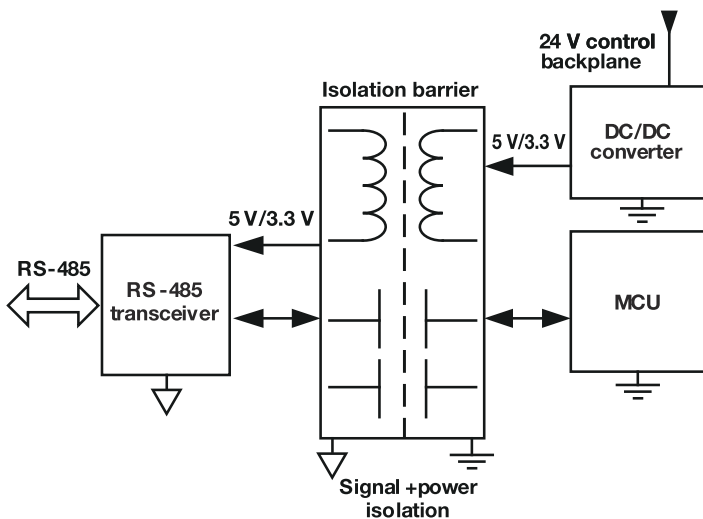 24 V control
backplane
Isolation barrier
DC/DC
converter
5 V/3.3 V
5 V/3.3 V
RS-485
RS-485
transceiver
MCU
Signal +power
isolation